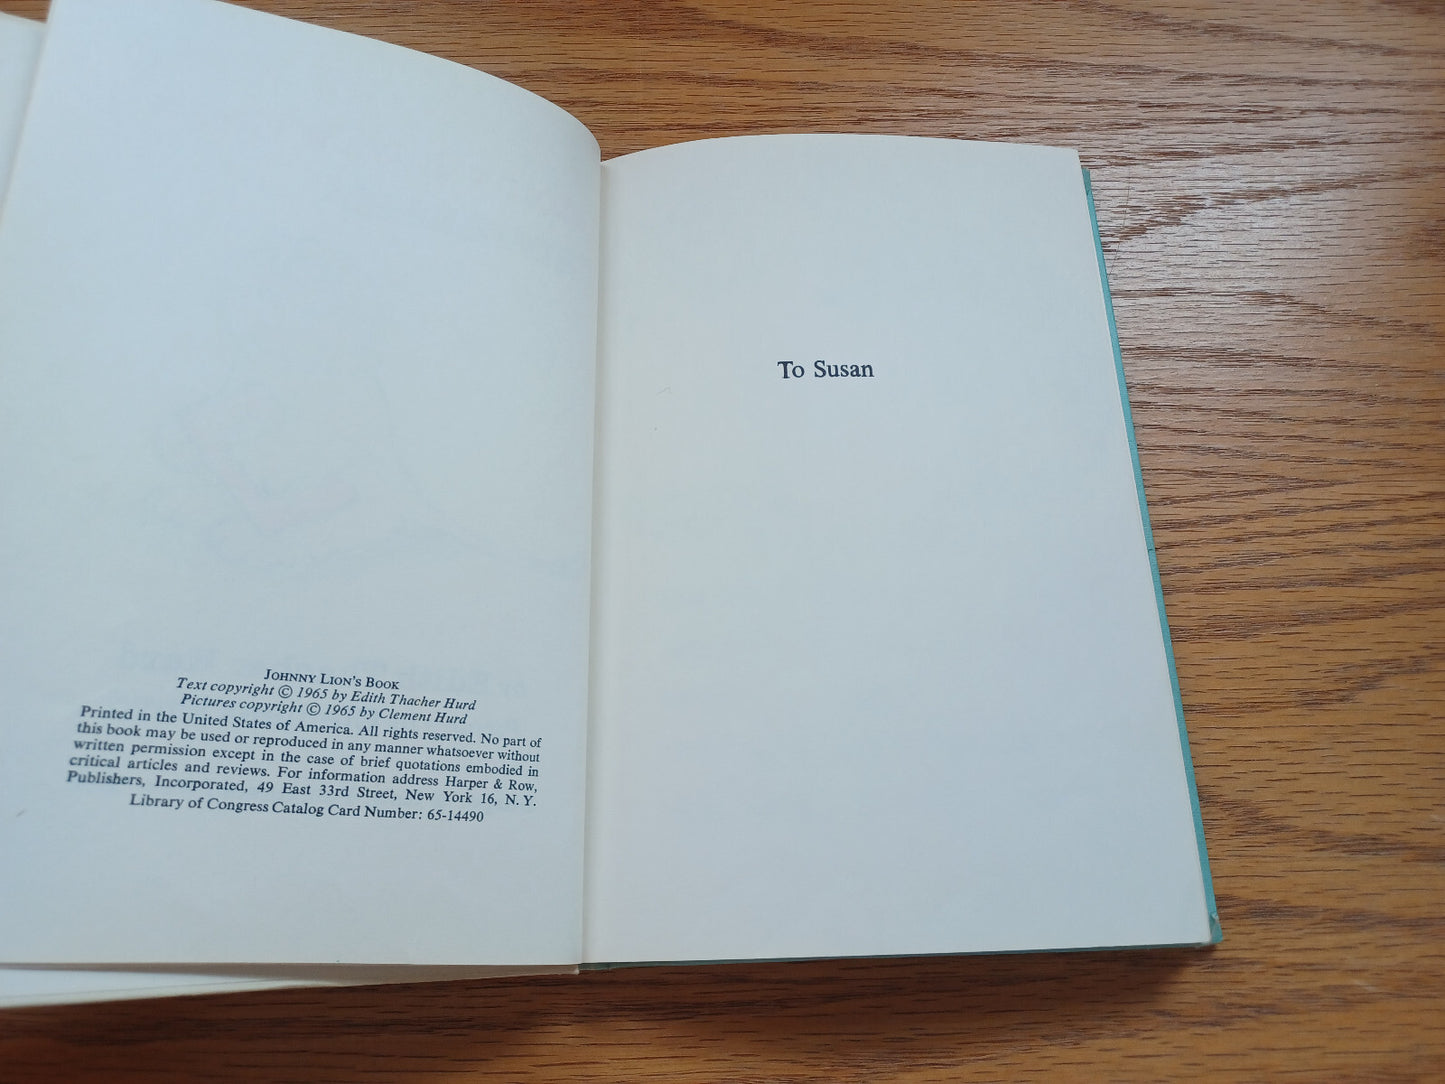 JOHNNY LION'S BOOK
Text copyright © 1965 by Edith Thacher Hurd
Pictures copyright © 1965 by Clement Hurd
Printed in the United States of America. All rights reserved. No part of
this book may be used or reproduced in any manner whatsoever without
written permission except in the case of brief quotations embodied in
critical articles and reviews. For information address Harper & Row,
Publishers, Incorporated, 49 East 33rd Street, New York 16, N. Y.
Library of Congress Catalog Card Number: 65-14490
To Susan